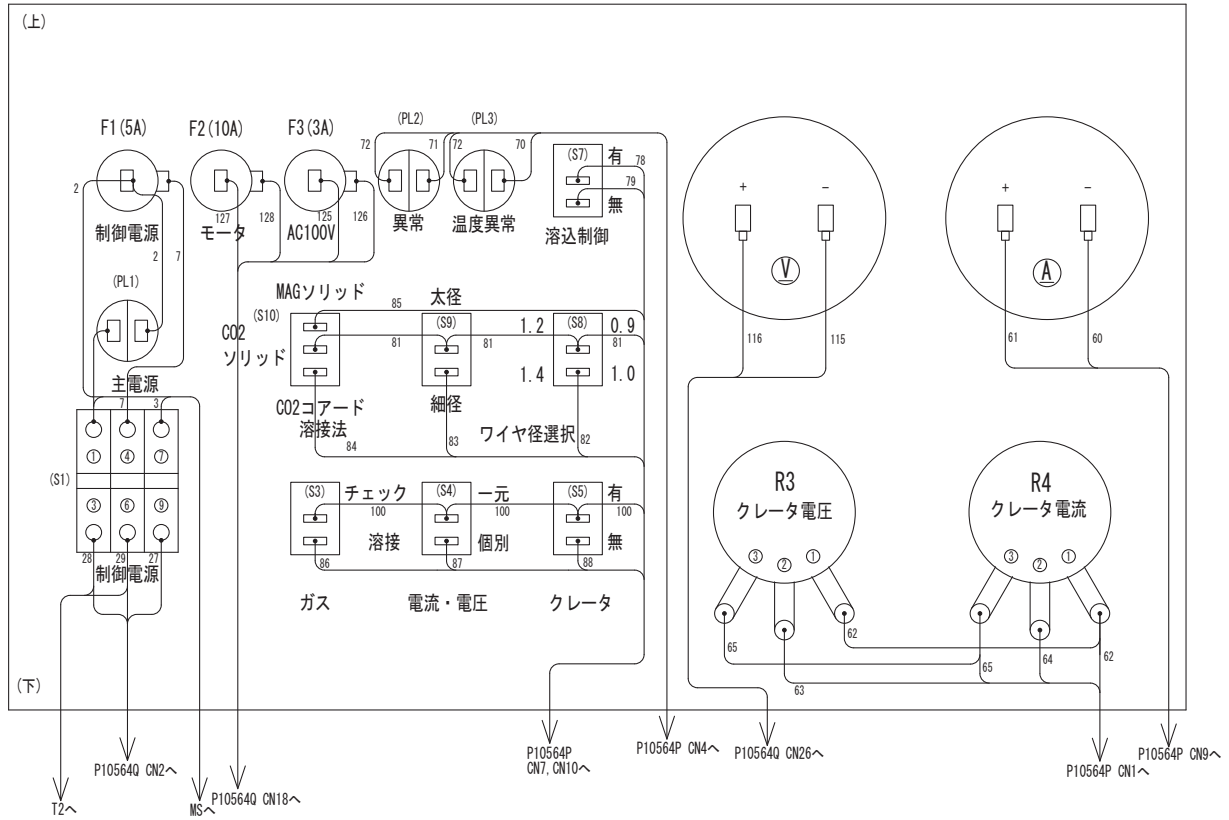 (上)
F1(5A)
F2(10A)
F3(3A)
(PL2)
(PL3)
72
71
72
70
(S7)
有
78
79
無
2
127
128
125
126
制御電源
モータ
AC100V
異常
温度異常
溶込制御
2
7
(PL1)
+
-
V
+
-
A
116
115
61
60
MAGソリッド
85
太径
(S10)
CO2
ソリッド
81
(S9)
81
1.2
(S8)
0.9
81
1.4
1.0
主電源
7
3
CO2コアード
溶接法
84
細径
83
ワイヤ径選択
82
(S1)
①
④
⑦
③
⑥
⑨
28
29
27
制御電源
(S3)
チェック
100
溶接
86
(S4)
一元
100
個別
87
(S5)
有
100
無
88
ガス
電流・電圧
クレータ
R3
クレータ電圧
③
②
①
R4
クレータ電流
③
②
①
65
62
63
65
64
62
(下)
P10564Q CN2へ
T2へ
MSへ
P10564Q CN18へ
P10564P
CN7,CN10へ
P10564P CN4へ
P10564Q CN26へ
P10564P CN1へ
P10564P CN9へ